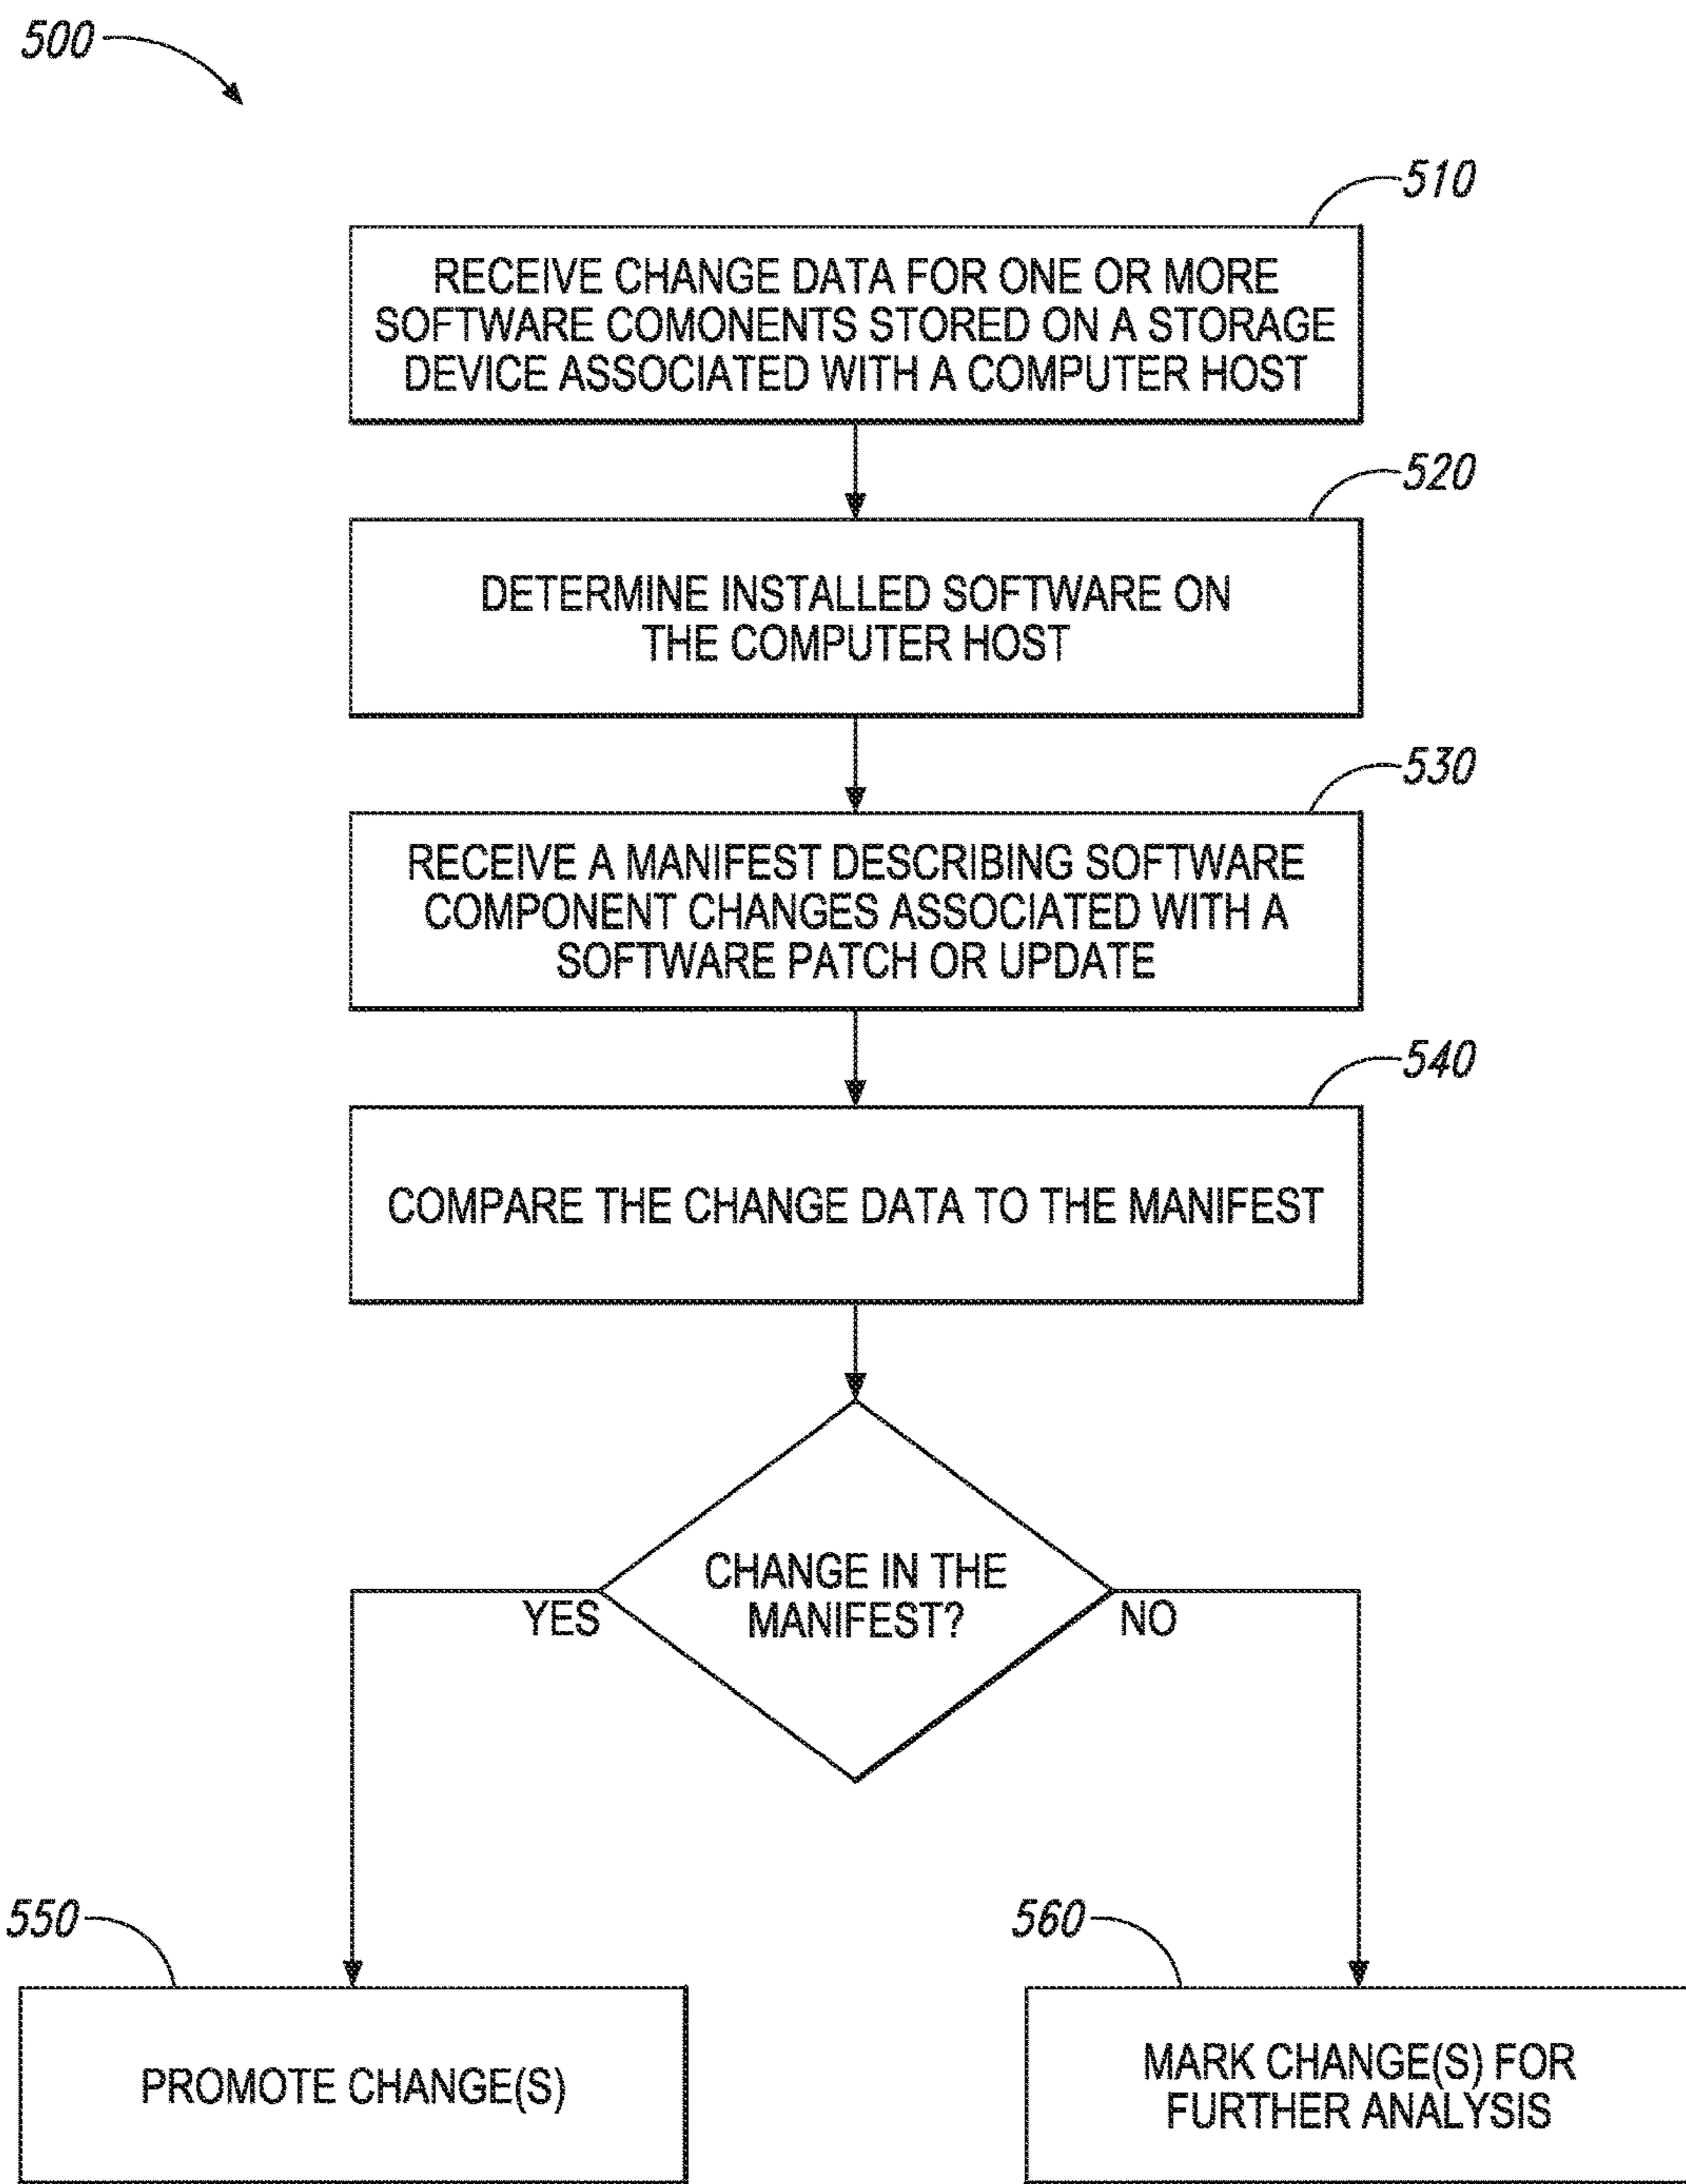 500
510
RECEIVE CHANGE DATA FOR ONE OR MORE
SOFTWARE COMONENTS STORED ON A STORAGE
DEVICE ASSOCIATED WITH A COMPUTER HOST
520
DETERMINE INSTALLED SOFTWARE ON
THE COMPUTER HOST
530
RECEIVE A MANIFEST DESCRIBING SOFTWARE
COMPONENT CHANGES ASSOCIATED WITH A
SOFTWARE PATCH OR UPDATE
540
COMPARE THE CHANGE DATA TO THE MANIFEST
CHANGE IN THE
MANIFEST?
YES
NO
550
PROMOTE CHANGE(S)
560
MARK CHANGE(S) FOR
FURTHER ANALYSIS